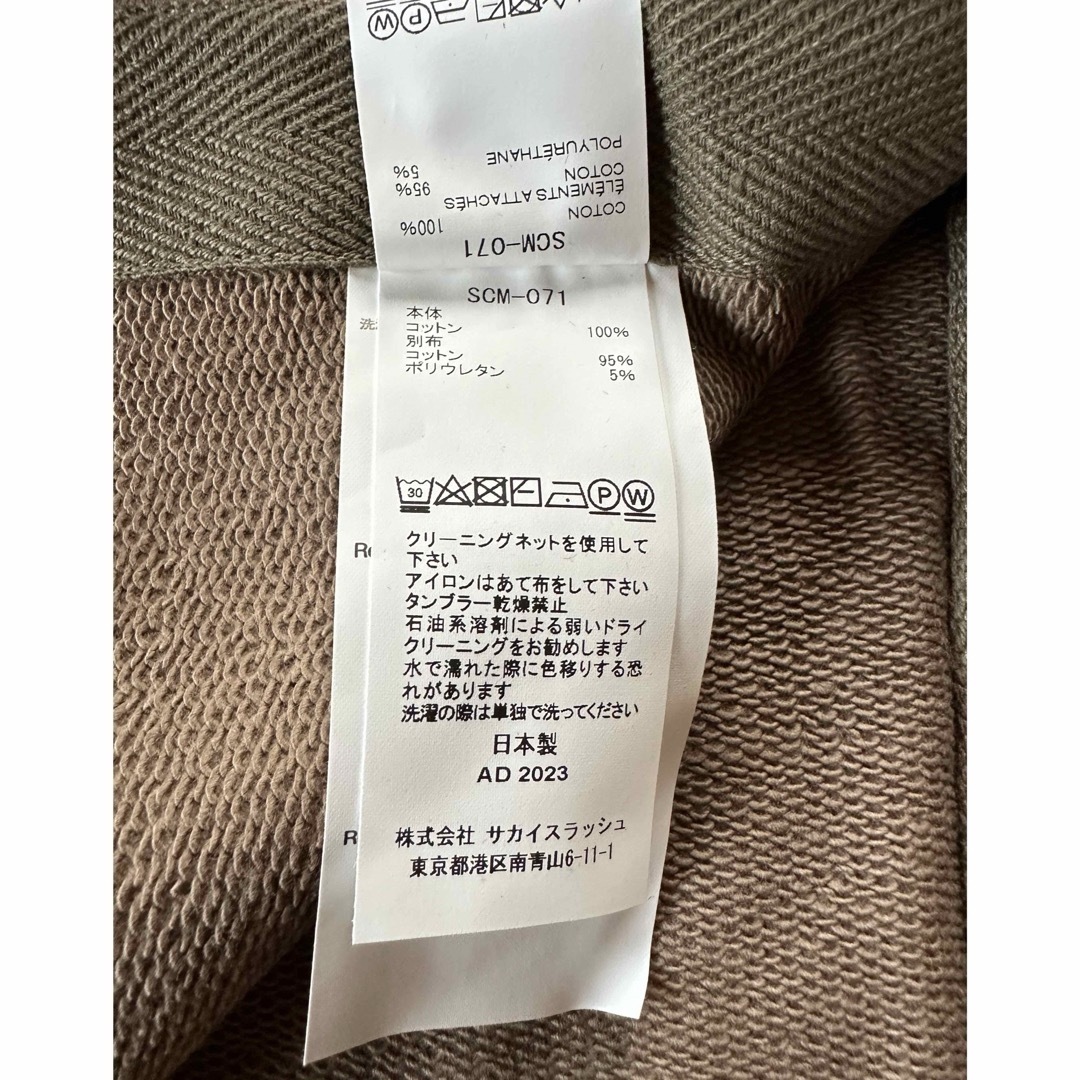 POLYURÉTHANE 5%
COTON 95%
ÉLÉMENTS ATTACHÉS
COTON 100%
SCM-071
SCM-071
本体
コットン 100%
別布
コットン 95%
ポリウレタン 5%
洗
30
P W
クリーニングネットを使用して
下さい
アイロンはあて布をして下さい
タンブラー乾燥禁止
石油系溶剤による弱いドライ
クリーニングをお勧めします
水で濡れた際に色移りする恐
れがあります
洗濯の際は単独で洗ってください
日本製
AD 2023
株式会社 サカイスラッシュ
東京都港区南青山6-11-1